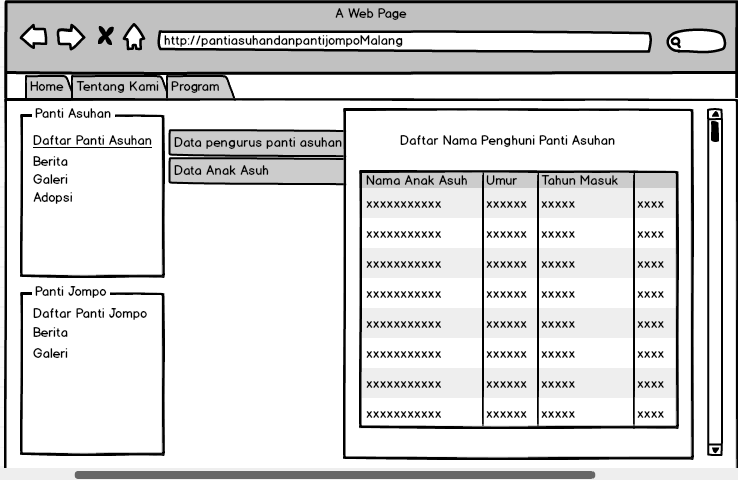 A Web Page
http://pantiasuhandanpantijompoMalang
Home Tentang Kami Program
Panti Asuhan
Daftar Panti Asuhan
Berita
Galeri
Adopsi
Data pengurus panti asuhan
Data Anak Asuh
Panti Jompo
Daftar Panti Jompo
Berita
Galeri
Daftar Nama Penghuni Panti Asuhan
Nama Anak Asuh Umur Tahun Masuk
xxxxxxxxxxx xxxxxx xxxxx xxxx
xxxxxxxxxxx xxxxxx xxxxx xxxx
xxxxxxxxxxx xxxxxx xxxxx xxxx
xxxxxxxxxxx xxxxxx xxxxx xxxx
xxxxxxxxxxx xxxxxx xxxxx xxxx
xxxxxxxxxxx xxxxxx xxxxx xxxx
xxxxxxxxxxx xxxxxx xxxxx xxxx
xxxxxxxxxxx xxxxxx xxxxx xxxx